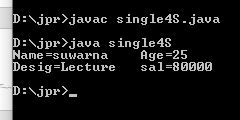 D:\jpr>javac single4S.java
D:\jpr>java single4S
Name=suwarna    Age=25
Desig=Lecture   sal=80000
D:\jpr>_